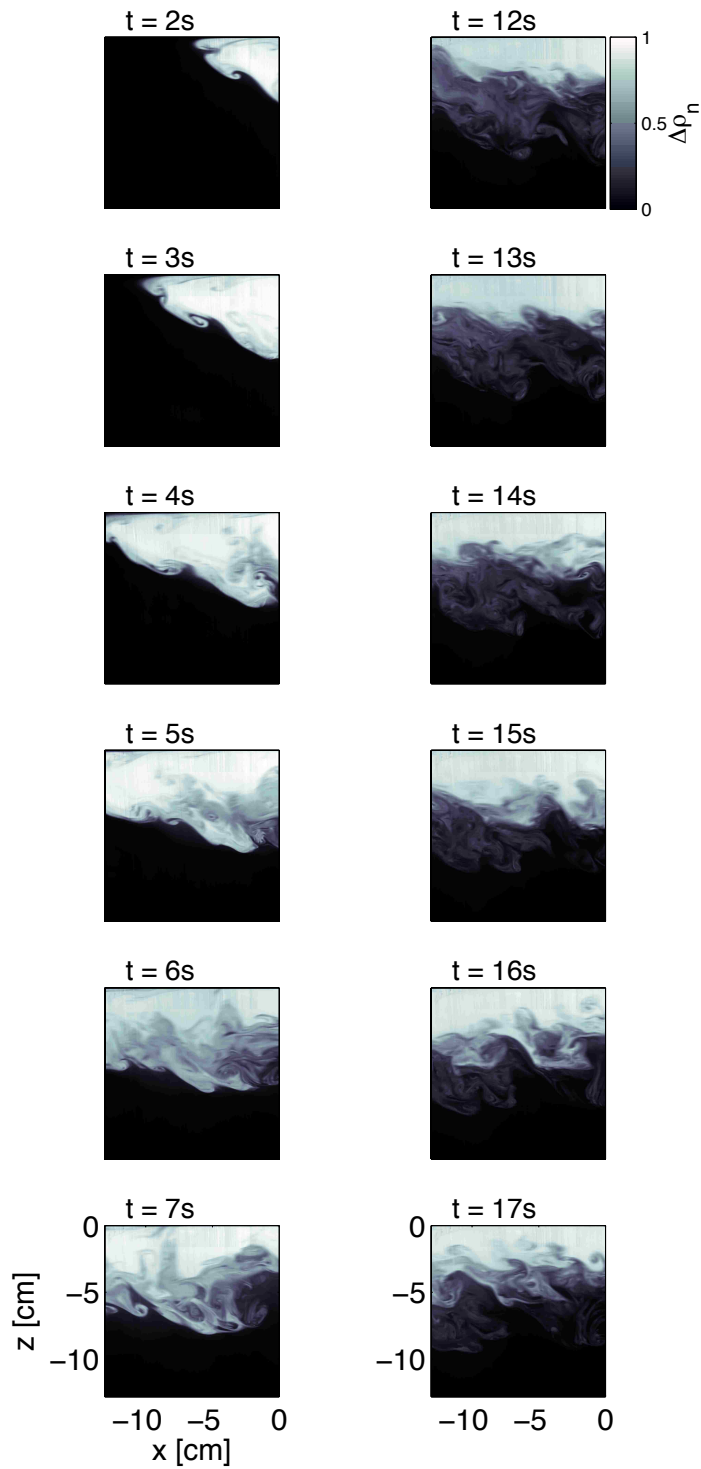 t = 2s
t = 12s
1
0.5
0
Δρn
t = 3s
t = 13s
t = 4s
t = 14s
t = 5s
t = 15s
t = 6s
t = 16s
t = 7s
t = 17s
0
−5
−10
z [cm]
0
−5
−10
−10
−5
0
x [cm]
−10
−5
0
x [cm]